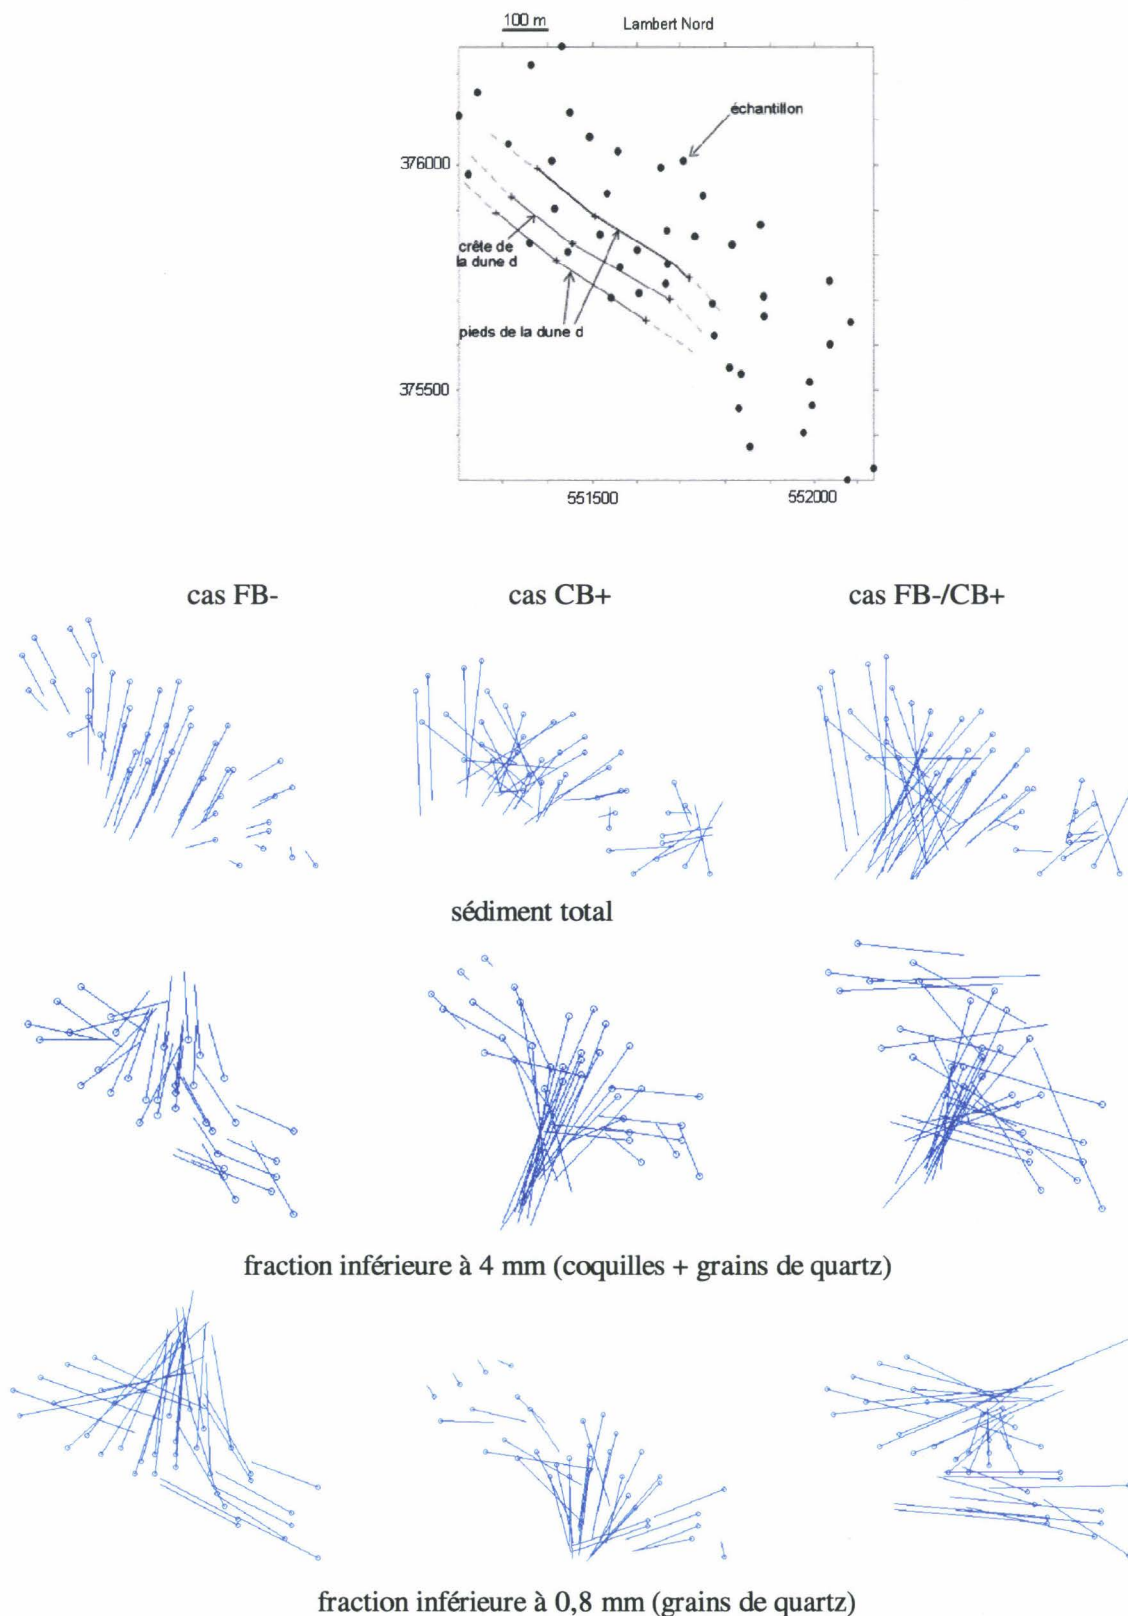 100 m Lambert Nord
échantillon
376000
crête de
la dune d
pieds de la dune d
375500
551500 552000
cas FB- cas CB+ cas FB-/CB+
sédiment total
fraction inférieure à 4 mm (coquilles + grains de quartz)
fraction inférieure à 0,8 mm (grains de quartz)